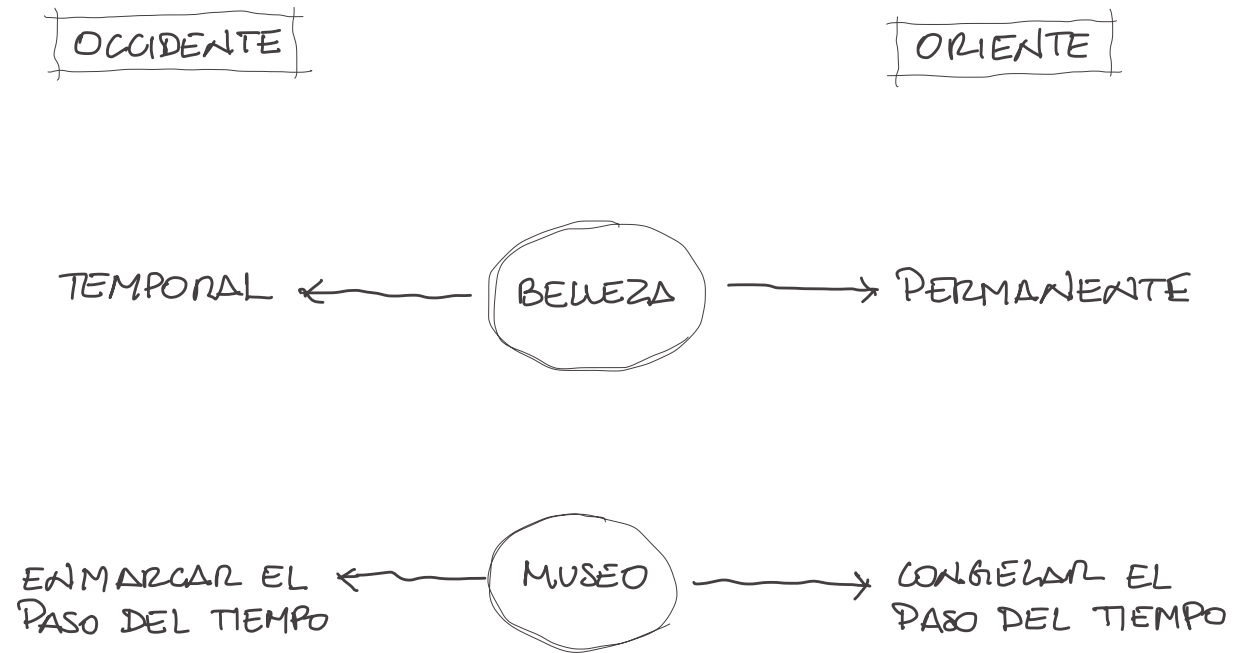 OCCIDENTE
ORIENTE
TEMPORAL
BELLEZA
PERMANENTE
ENMARCAR EL
PASO DEL TIEMPO
MUSEO
CONGELAR EL
PASO DEL TIEMPO